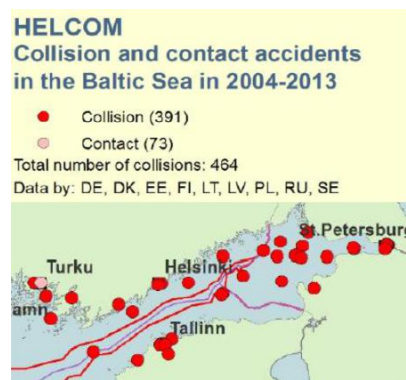 HELCOM
Collision and contact accidents
in the Baltic Sea in 2004-2013
Collision (391)
Contact (73)
Total number of collisions: 464
Data by: DE, DK, EE, FI, LT, LV, PL, RU, SE
St.Petersburg
Turku
Helsinki
amn
Tallinn